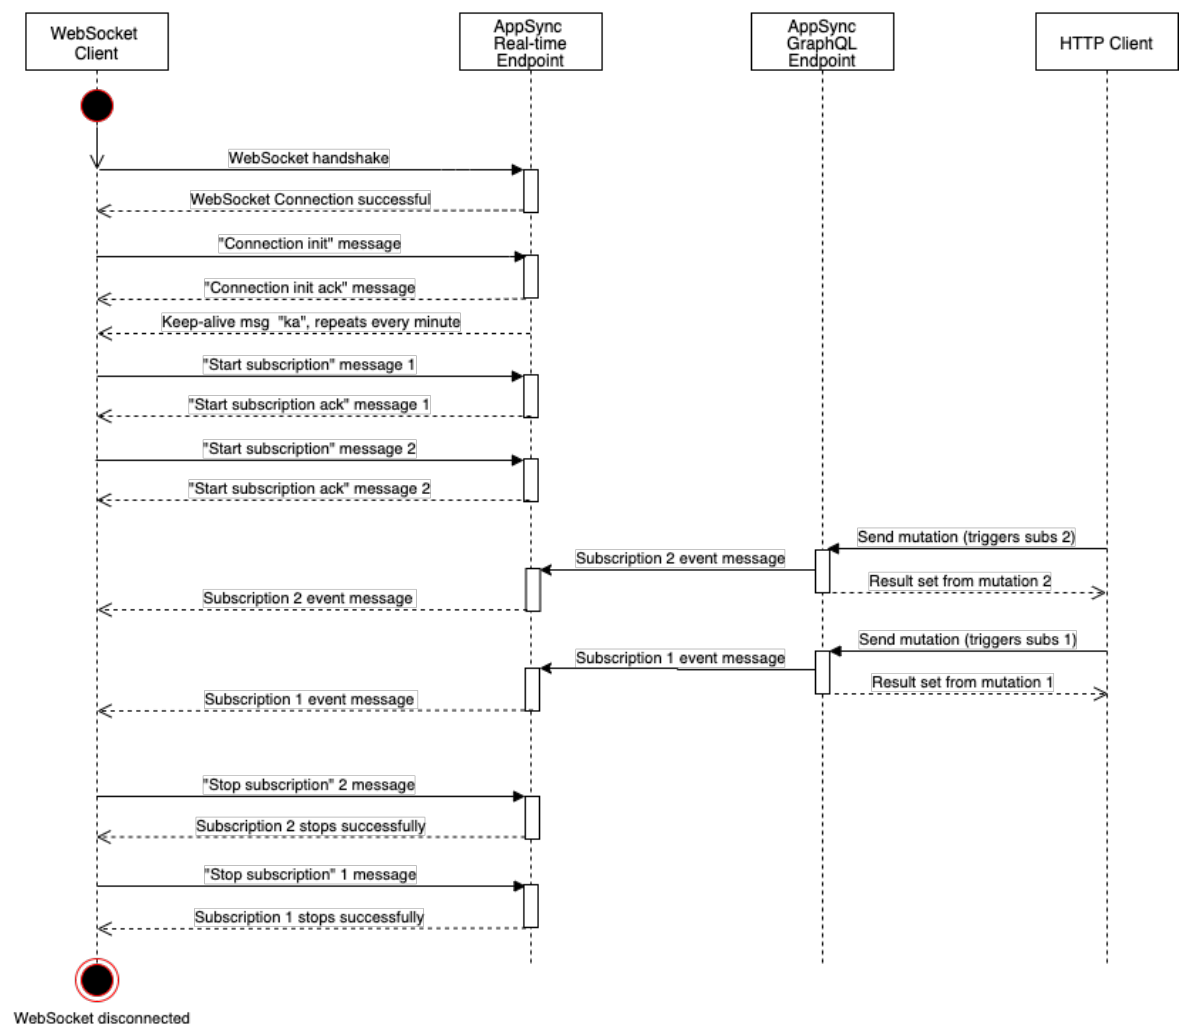 WebSocket
Client
AppSync
Real-time
Endpoint
AppSync
GraphQL
Endpoint
HTTP Client
WebSocket handshake
WebSocket Connection successful
"Connection init" message
"Connection init ack" message
Keep-alive msg "ka", repeats every minute
"Start subscription" message 1
"Start subscription ack" message 1
"Start subscription" message 2
"Start subscription ack" message 2
Send mutation (triggers subs 2)
Subscription 2 event message
Result set from mutation 2
Subscription 2 event message
Send mutation (triggers subs 1)
Subscription 1 event message
Result set from mutation 1
Subscription 1 event message
"Stop subscription" 2 message
Subscription 2 stops successfully
"Stop subscription" 1 message
Subscription 1 stops successfully
WebSocket disconnected